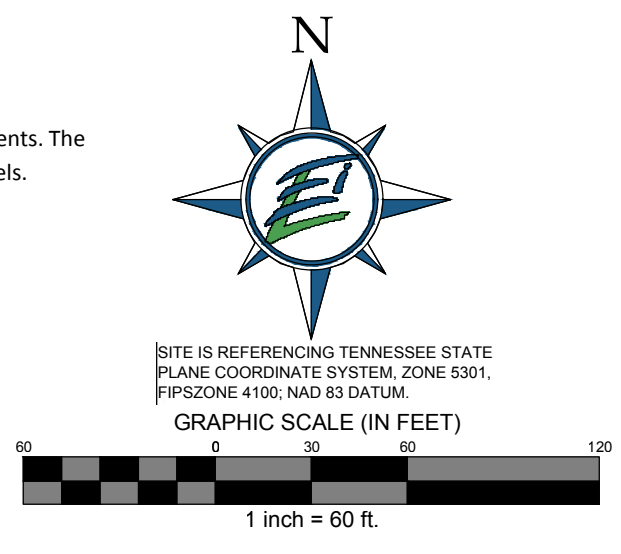 N
ents. The
els.
Ei
SITE IS REFERENCING TENNESSEE STATE
PLANE COORDINATE SYSTEM, ZONE 5301,
FIPSZONE 4100; NAD 83 DATUM.
GRAPHIC SCALE (IN FEET)
60 0 30 60 120
1 inch = 60 ft.